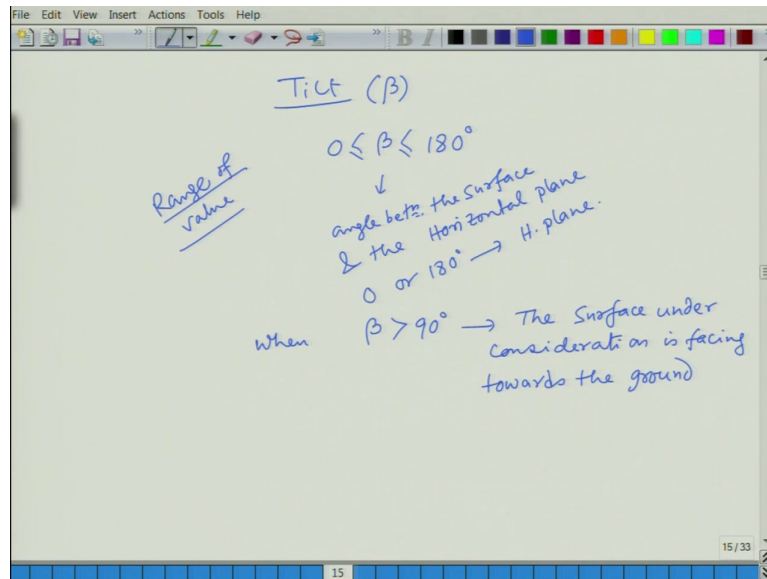 File Edit View Insert Actions Tools Help
Tilt (β)
0 ≤ β ≤ 180°
Range of
value
↓
angle betn. the surface
& the Horizontal plane
0 or 180° → H. plane.
When β > 90° → The Surface under
consideration is facing
towards the ground
15/33
15